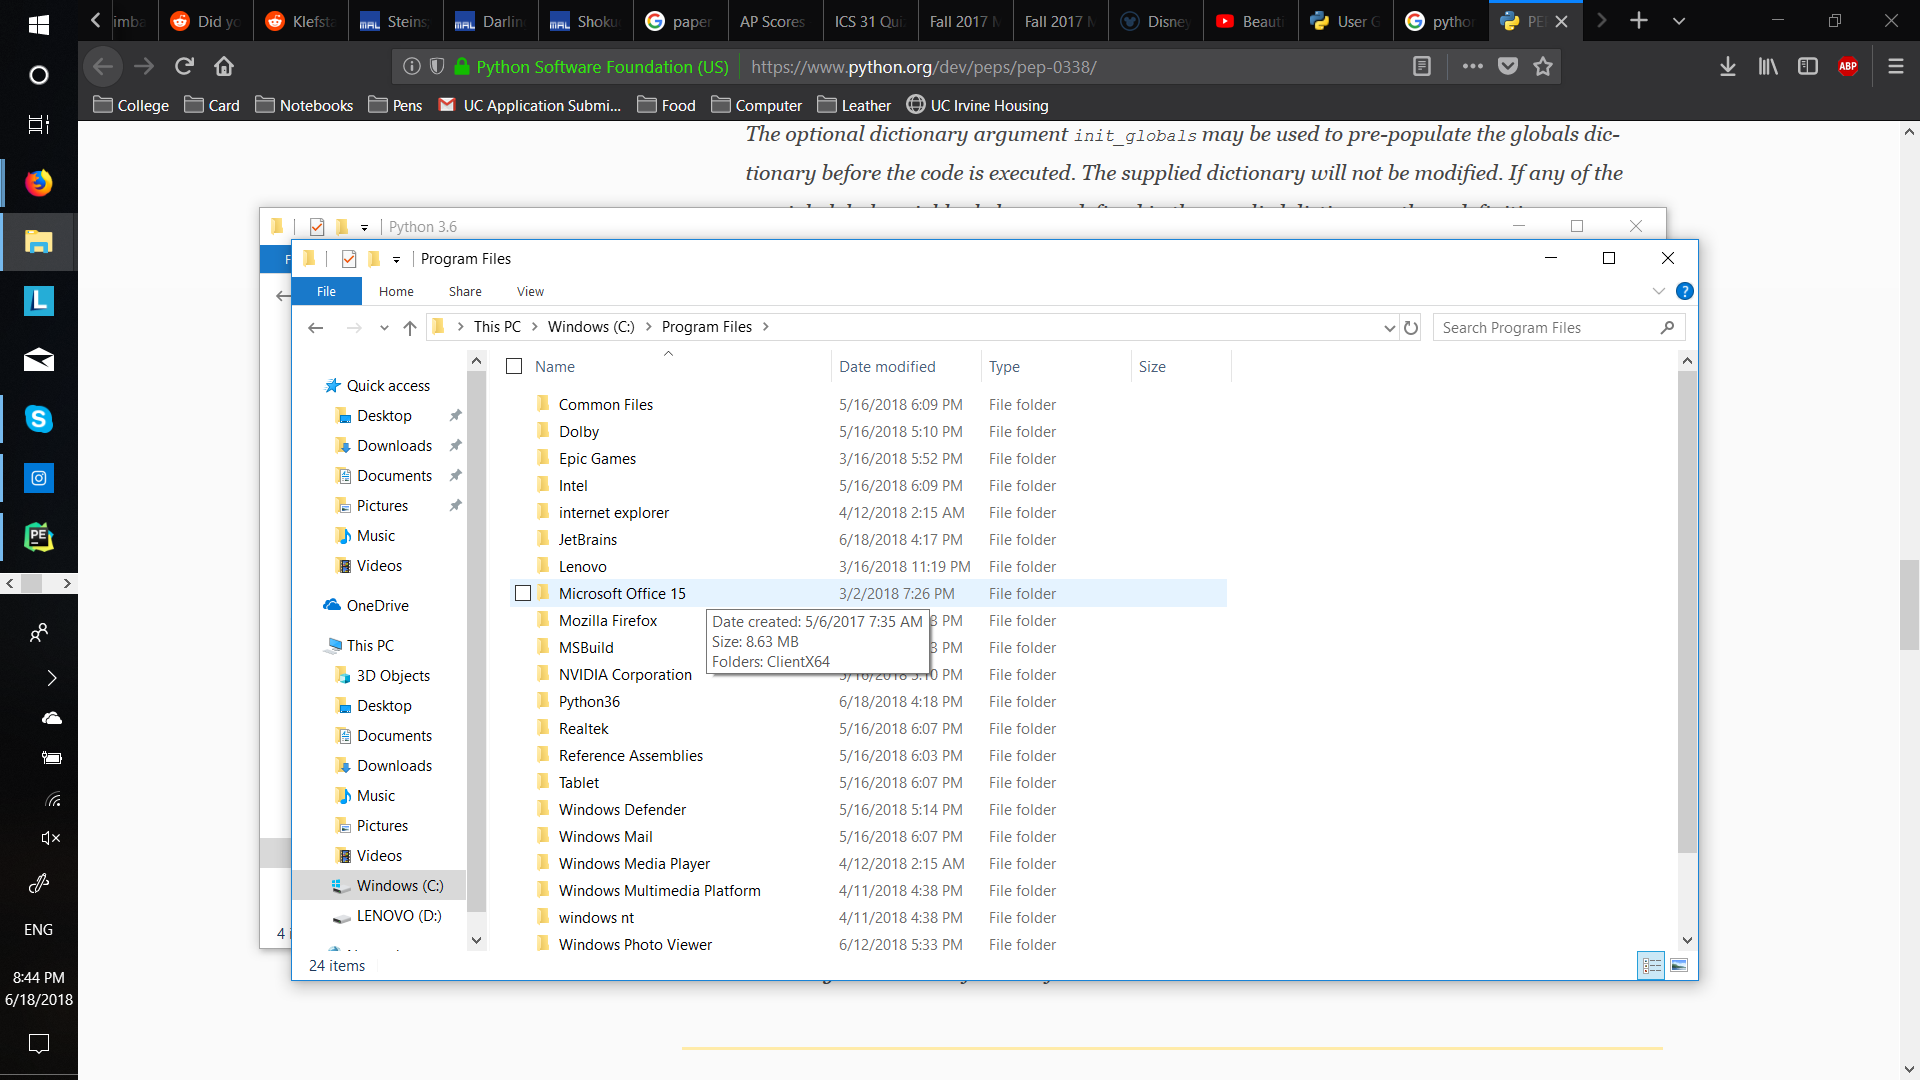 imba
Did yo
Klefsta
Steins;
Darlin
Shoku
paper
AP Scores
ICS 31 Qui
Fall 2017 M
Fall 2017 M
Disney
Beauti
User G
python
PE
Python Software Foundation (US)
https://www.python.org/dev/peps/pep-0338/
ABP
College
Card
Notebooks
Pens
UC Application Submi...
Food
Computer
Leather
UC Irvine Housing
The optional dictionary argument init_globals may be used to pre-populate the globals dic-
tionary before the code is executed. The supplied dictionary will not be modified. If any of the
Python 3.6
F
Program Files
File
Home
Share
View
This PC > Windows (C:) > Program Files >
Search Program Files
Name
Date modified
Type
Size
Quick access
Desktop
Downloads
Documents
Pictures
Music
Videos
OneDrive
This PC
3D Objects
Desktop
Documents
Downloads
Music
Pictures
Videos
Windows (C:)
LENOVO (D:)
Common Files 5/16/2018 6:09 PM File folder
Dolby 5/16/2018 5:10 PM File folder
Epic Games 3/16/2018 5:52 PM File folder
Intel 5/16/2018 6:09 PM File folder
internet explorer 4/12/2018 2:15 AM File folder
JetBrains 6/18/2018 4:17 PM File folder
Lenovo 3/16/2018 11:19 PM File folder
Microsoft Office 15 3/2/2018 7:26 PM File folder
Mozilla Firefox 8 PM File folder
MSBuild 3 PM File folder
NVIDIA Corporation 5/16/2018 5:10 PM File folder
Date created: 5/6/2017 7:35 AM
Size: 8.63 MB
Folders: ClientX64
Python36 6/18/2018 4:18 PM File folder
Realtek 5/16/2018 6:07 PM File folder
Reference Assemblies 5/16/2018 6:03 PM File folder
Tablet 5/16/2018 6:07 PM File folder
Windows Defender 5/16/2018 5:14 PM File folder
Windows Mail 5/16/2018 6:07 PM File folder
Windows Media Player 4/12/2018 2:15 AM File folder
Windows Multimedia Platform 4/11/2018 4:38 PM File folder
windows nt 4/11/2018 4:38 PM File folder
Windows Photo Viewer 6/12/2018 5:33 PM File folder
24 items
4 i
ENG
8:44 PM
6/18/2018